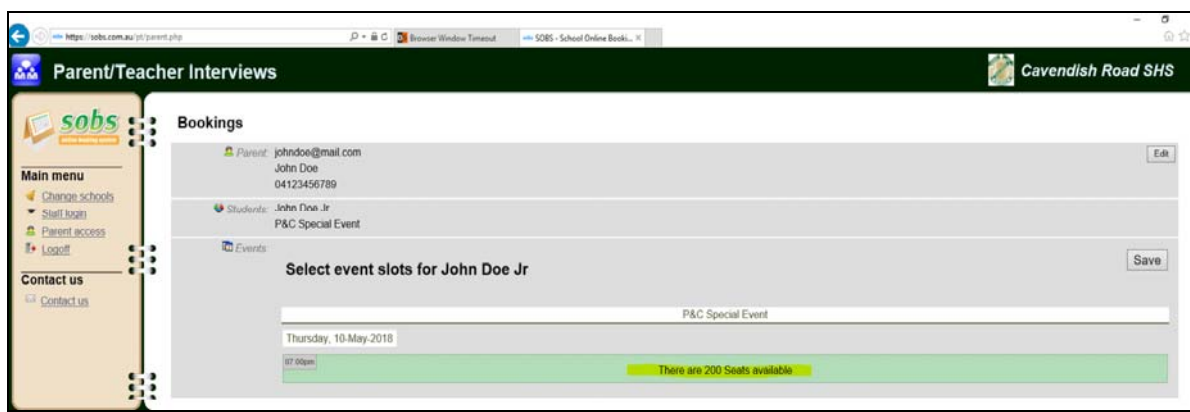 https://sobs.com.au/pt/parent.php
Browser Window Timeout
SOBS - School Online Booki...
Parent/Teacher Interviews
Cavendish Road SHS
sobs
Main menu
Change schools
Staff login
Parent access
Logoff
Contact us
Contact us
Bookings
Parent: johndoe@mail.com
John Doe
04123456789
Edit
Students: John Doe Jr
P&C Special Event
Events:
Select event slots for John Doe Jr
Save
P&C Special Event
Thursday, 10-May-2018
07:00pm
There are 200 Seats available